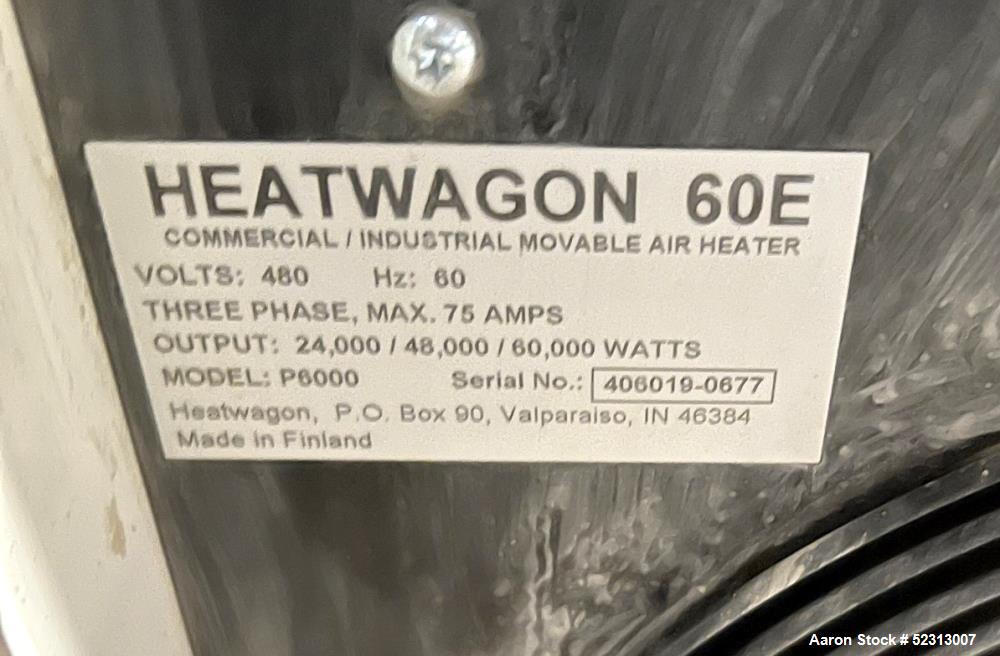 HEATWAGON 60E
COMMERCIAL / INDUSTRIAL MOVABLE AIR HEATER
VOLTS: 480 Hz: 60
THREE PHASE, MAX. 75 AMPS
OUTPUT: 24,000 / 48,000 / 60,000 WATTS
MODEL: P6000 Serial No.: 406019-0677
Heatwagon, P.O. Box 90, Valparaiso, IN 46384
Made in Finland
Aaron Stock # 52313007